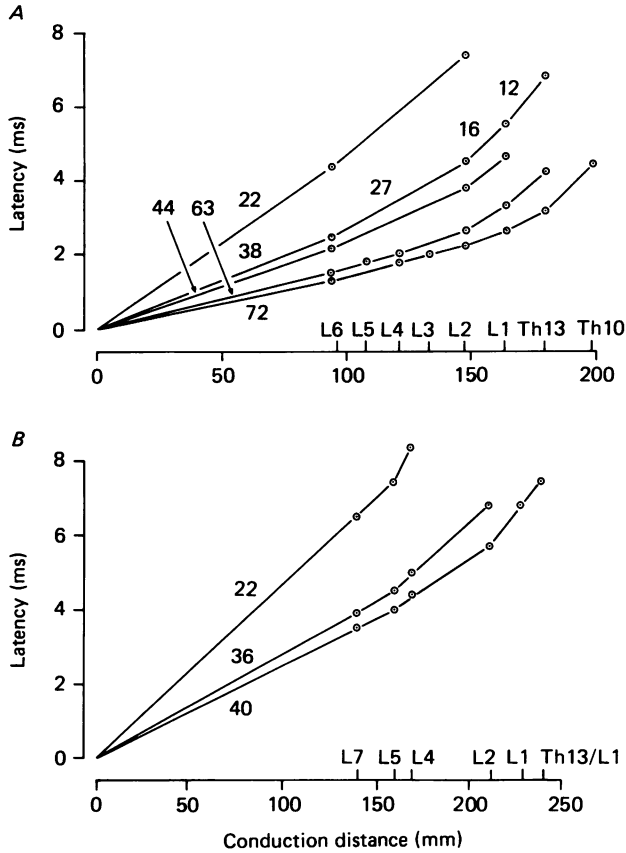 A
8
6
4
2
0
Latency (ms)
12
16
27
44
63
22
38
72
L6 L5 L4 L3 L2 L1 Th13 Th10
0 50 100 150 200
B
8
6
4
2
0
Latency (ms)
22
36
40
L7 L5 L4 L2 L1 Th13/L1
0 50 100 150 200 250
Conduction distance (mm)